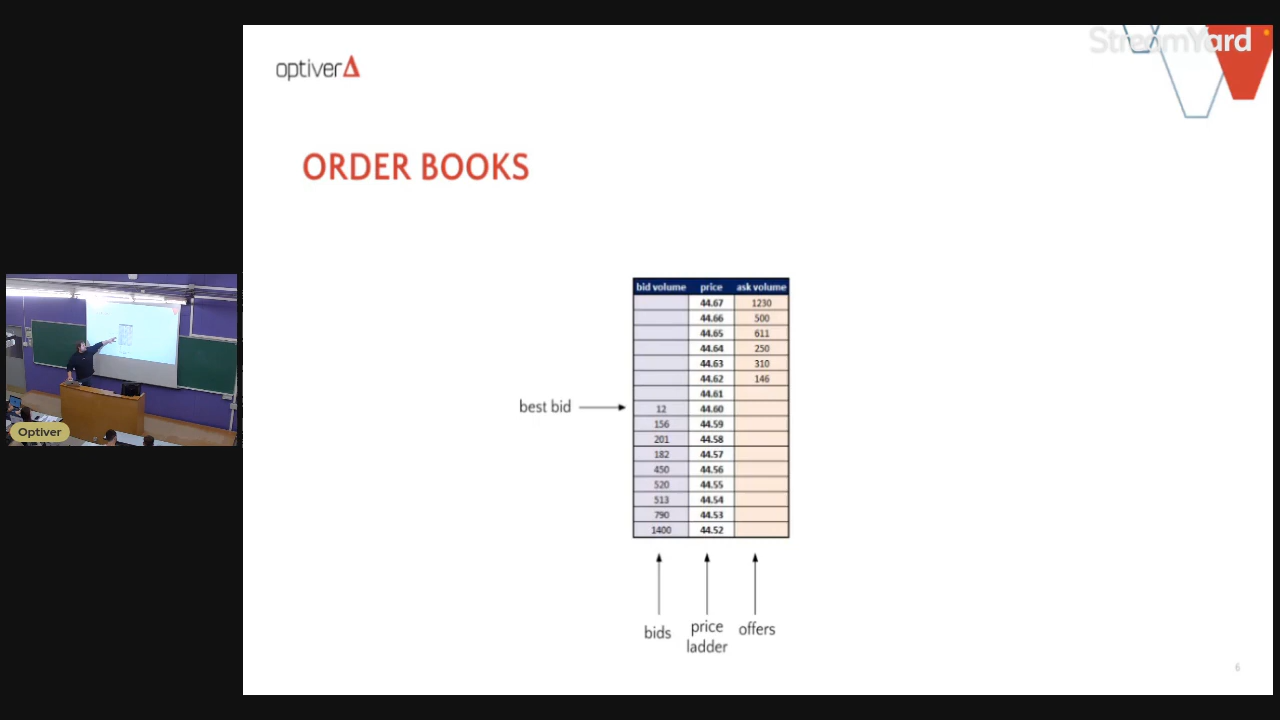 StreamYard
optiver
ORDER BOOKS
bid volume price ask volume
44.67 1230
44.66 500
44.65 611
44.64 250
44.63 310
44.62 146
44.61
best bid
12 44.60
156 44.59
201 44.58
182 44.57
450 44.56
520 44.55
513 44.54
790 44.53
1400 44.52
bids
price
ladder
offers
Optiver
6